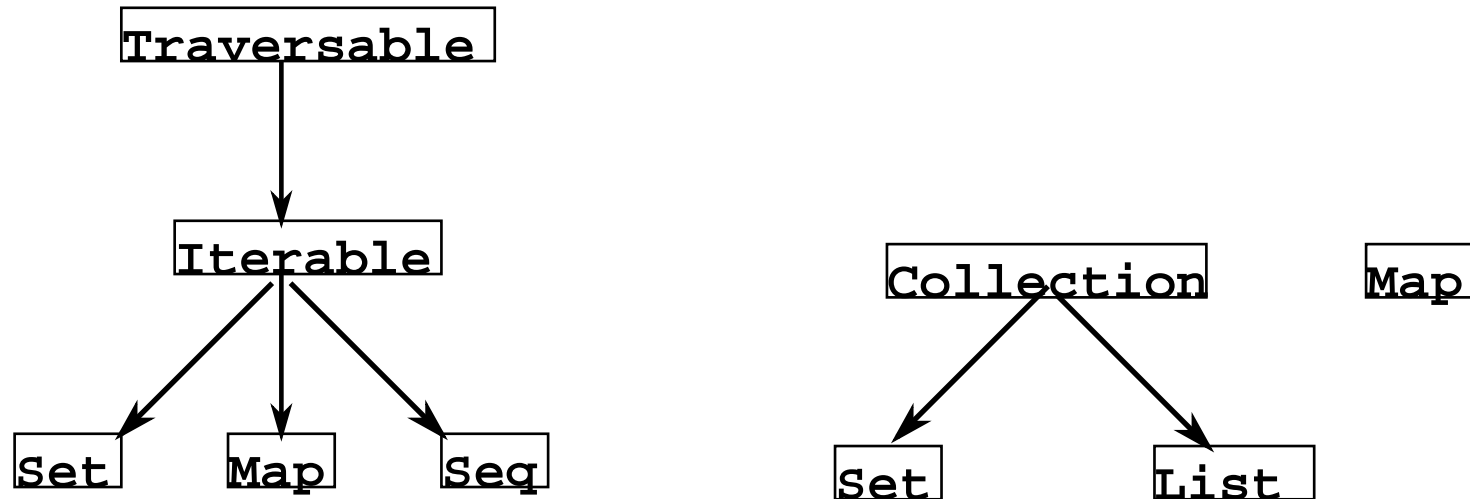 Traversable
Iterable
Set
Map
Seq
Collection
Map
Set
List